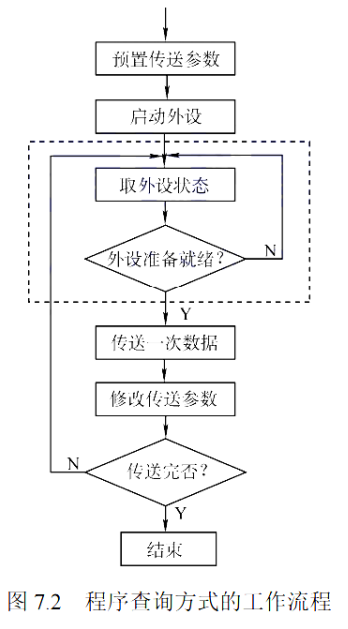 预置传送参数
启动外设
取外设状态
外设准备就绪?
N
Y
传送一次数据
修改传送参数
传送完否?
N
Y
结束
图 7.2 程序查询方式的工作流程